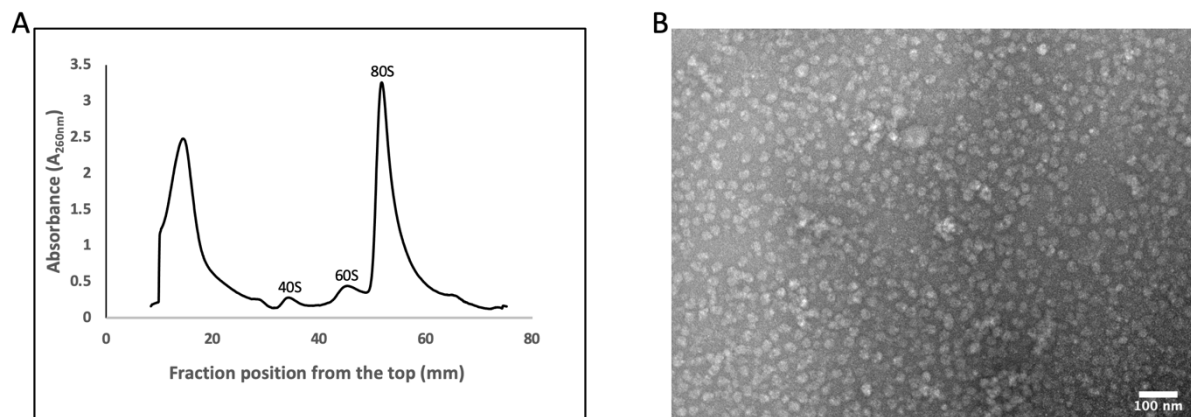 A
B
3.5
3
2.5
2
1.5
1
0.5
0
Absorbance (A260nm)
40S
60S
80S
0
20
40
60
80
Fraction position from the top (mm)
100 nm